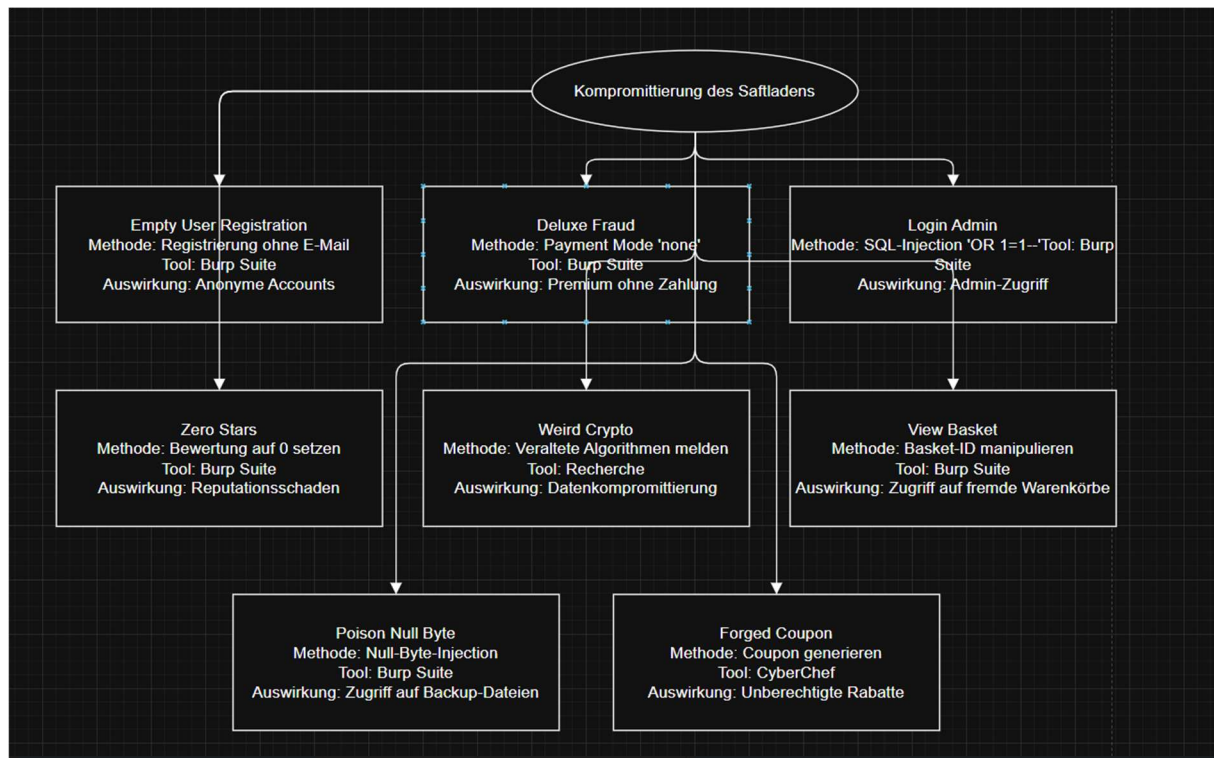 Kompromittierung des Saftladens
Empty User Registration
Methode: Registrierung ohne E-Mail
Tool: Burp Suite
Auswirkung: Anonyme Accounts
Deluxe Fraud
Methode: Payment Mode 'none'
Tool: Burp Suite
Auswirkung: Premium ohne Zahlung
Login Admin
Methode: SQL-Injection 'OR 1=1--'Tool: Burp
Suite
Auswirkung: Admin-Zugriff
Zero Stars
Methode: Bewertung auf 0 setzen
Tool: Burp Suite
Auswirkung: Reputationsschaden
Weird Crypto
Methode: Veraltete Algorithmen melden
Tool: Recherche
Auswirkung: Datenkompromittierung
View Basket
Methode: Basket-ID manipulieren
Tool: Burp Suite
Auswirkung: Zugriff auf fremde Warenkörbe
Poison Null Byte
Methode: Null-Byte-Injection
Tool: Burp Suite
Auswirkung: Zugriff auf Backup-Dateien
Forged Coupon
Methode: Coupon generieren
Tool: CyberChef
Auswirkung: Unberechtigte Rabatte